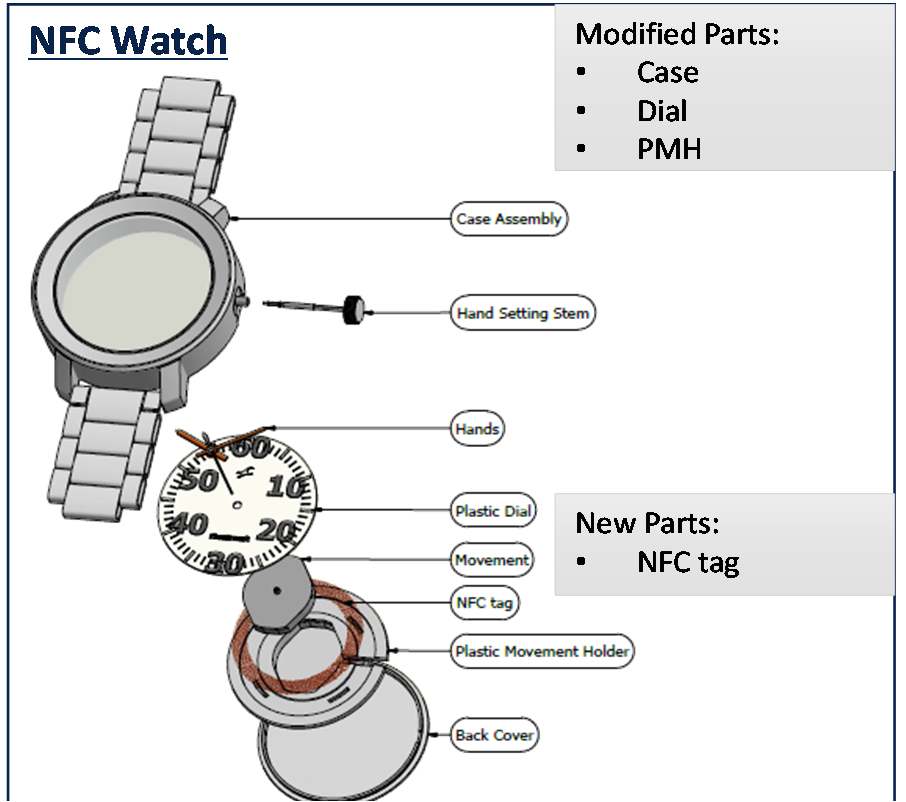 NFC Watch
Modified Parts:
• Case
• Dial
• PMH
Case Assembly
Hand Setting Stem
Hands
60
50
10
Plastic Dial
40
20
30
New Parts:
• NFC tag
Movement
NFC tag
Plastic Movement Holder
Back Cover